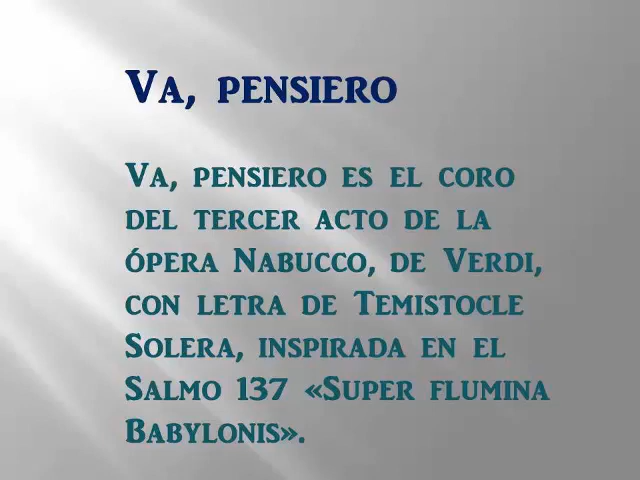 Va, pensiero
Va, pensiero es el coro
del tercer acto de la
ópera Nabucco, de Verdi,
con letra de Temistocle
Solera, inspirada en el
Salmo 137 «Super flumina
Babylonis».